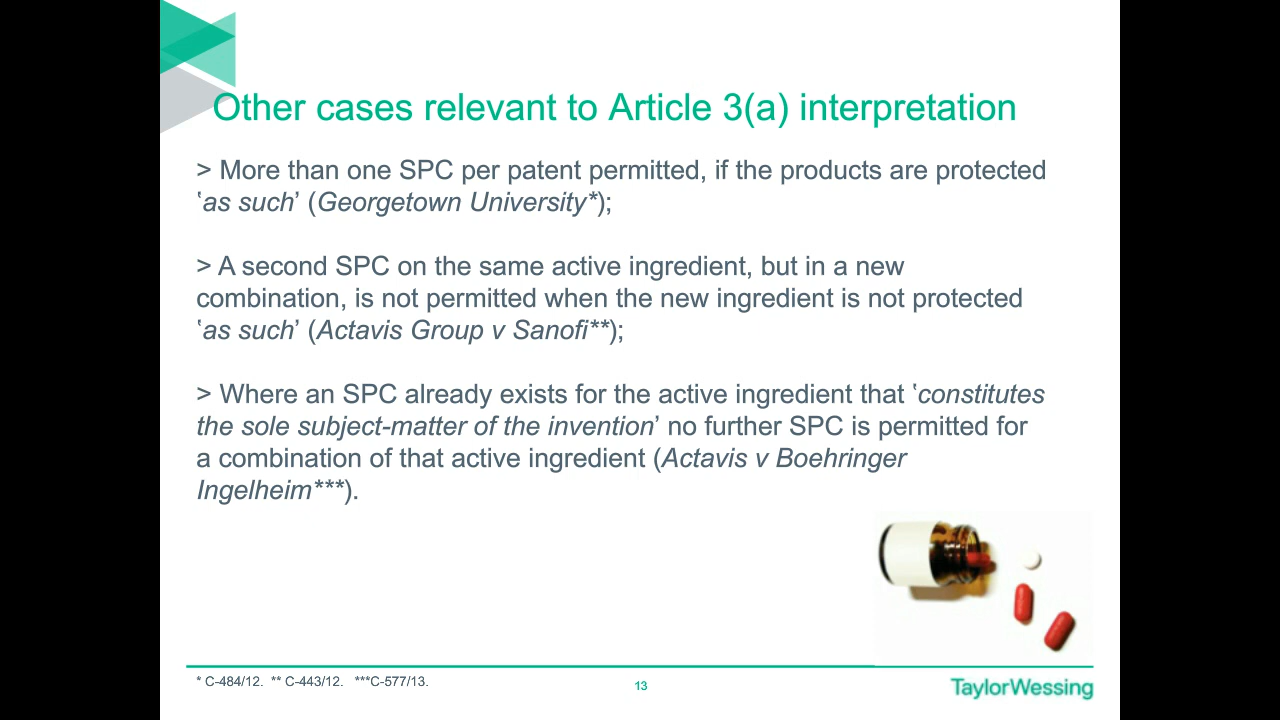 Other cases relevant to Article 3(a) interpretation
> More than one SPC per patent permitted, if the products are protected
‛as such’ (Georgetown University*);
> A second SPC on the same active ingredient, but in a new
combination, is not permitted when the new ingredient is not protected
‛as such’ (Actavis Group v Sanofi**);
> Where an SPC already exists for the active ingredient that ‛constitutes
the sole subject-matter of the invention’ no further SPC is permitted for
a combination of that active ingredient (Actavis v Boehringer
Ingelheim***).
* C-484/12. ** C-443/12. ***C-577/13.
13
TaylorWessing